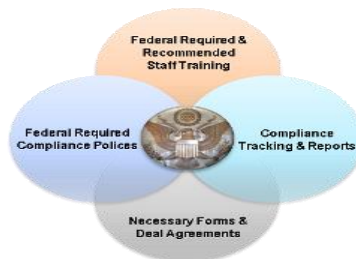 Federal Required &
Recommended
Staff Training
Federal Required
Compliance Polices
Compliance
Tracking & Reports
Necessary Forms &
Deal Agreements